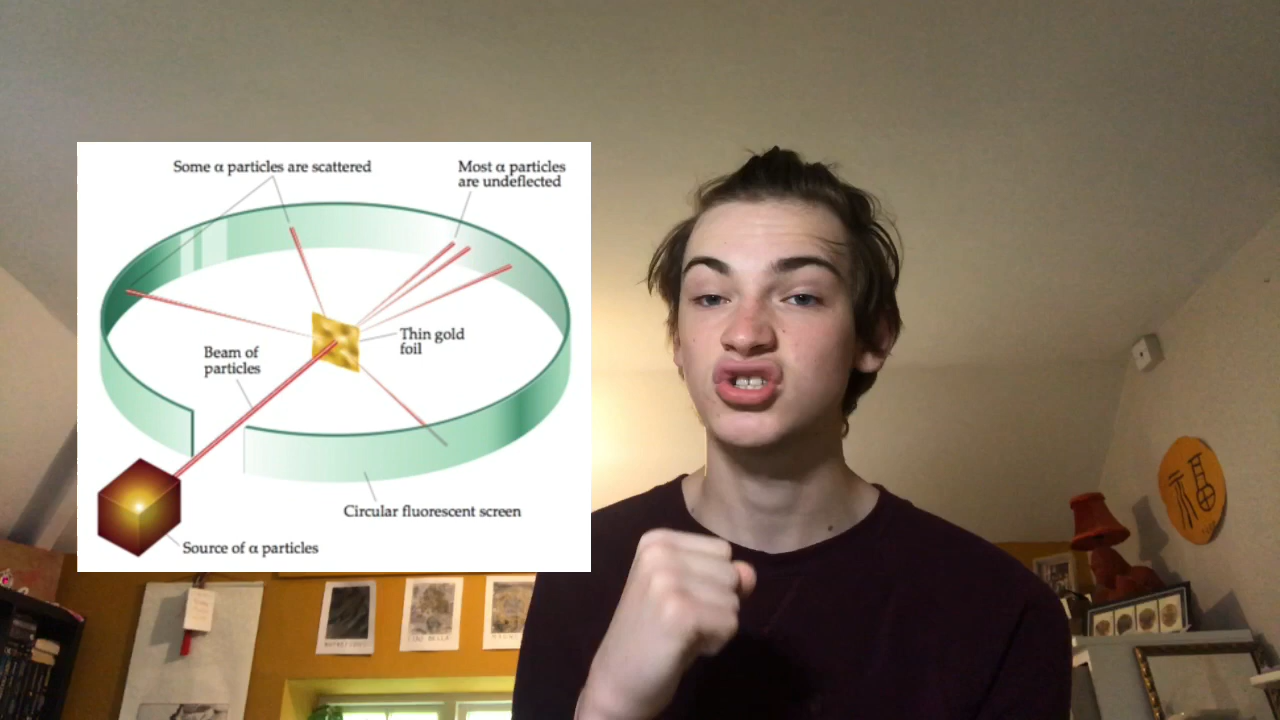 Some α particles are scattered
Most α particles
are undeflected
Thin gold
foil
Beam of
particles
Circular fluorescent screen
Source of α particles
福